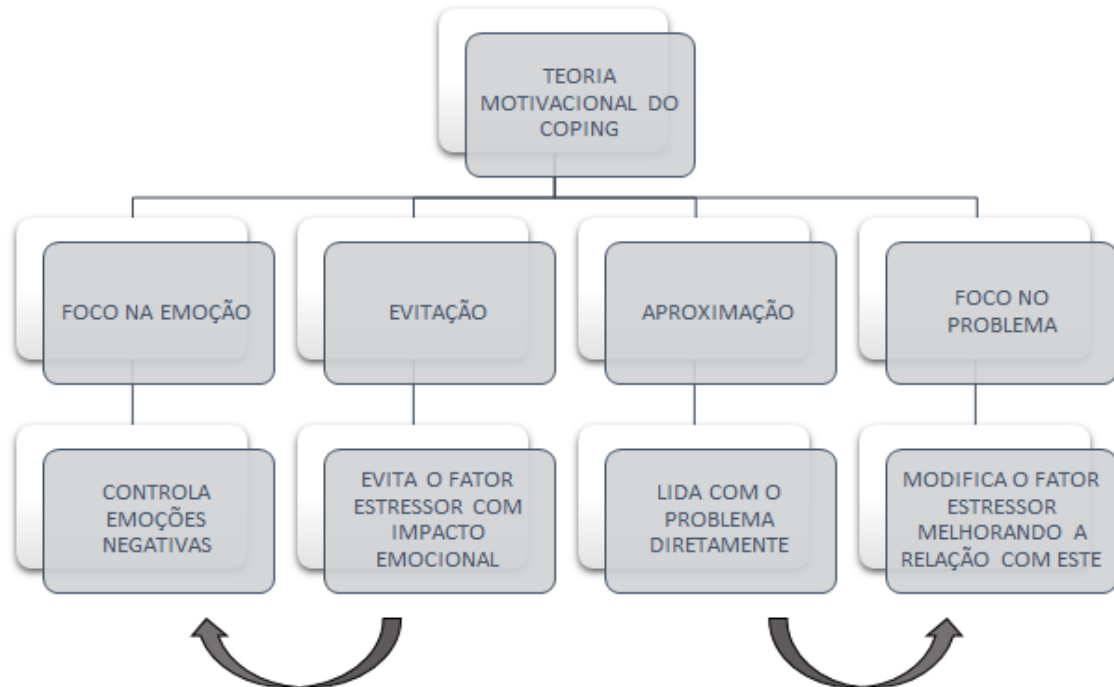 TEORIA
MOTIVACIONAL DO
COPING
FOCO NA EMOÇÃO
EVITAÇÃO
APROXIMAÇÃO
FOCO NO
PROBLEMA
CONTROLA
EMOÇÕES
NEGATIVAS
EVITA O FATOR
ESTRESSOR COM
IMPACTO
EMOCIONAL
LIDA COM O
PROBLEMA
DIRETAMENTE
MODIFICA O FATOR
ESTRESSOR
MELHORANDO A
RELAÇÃO COM ESTE